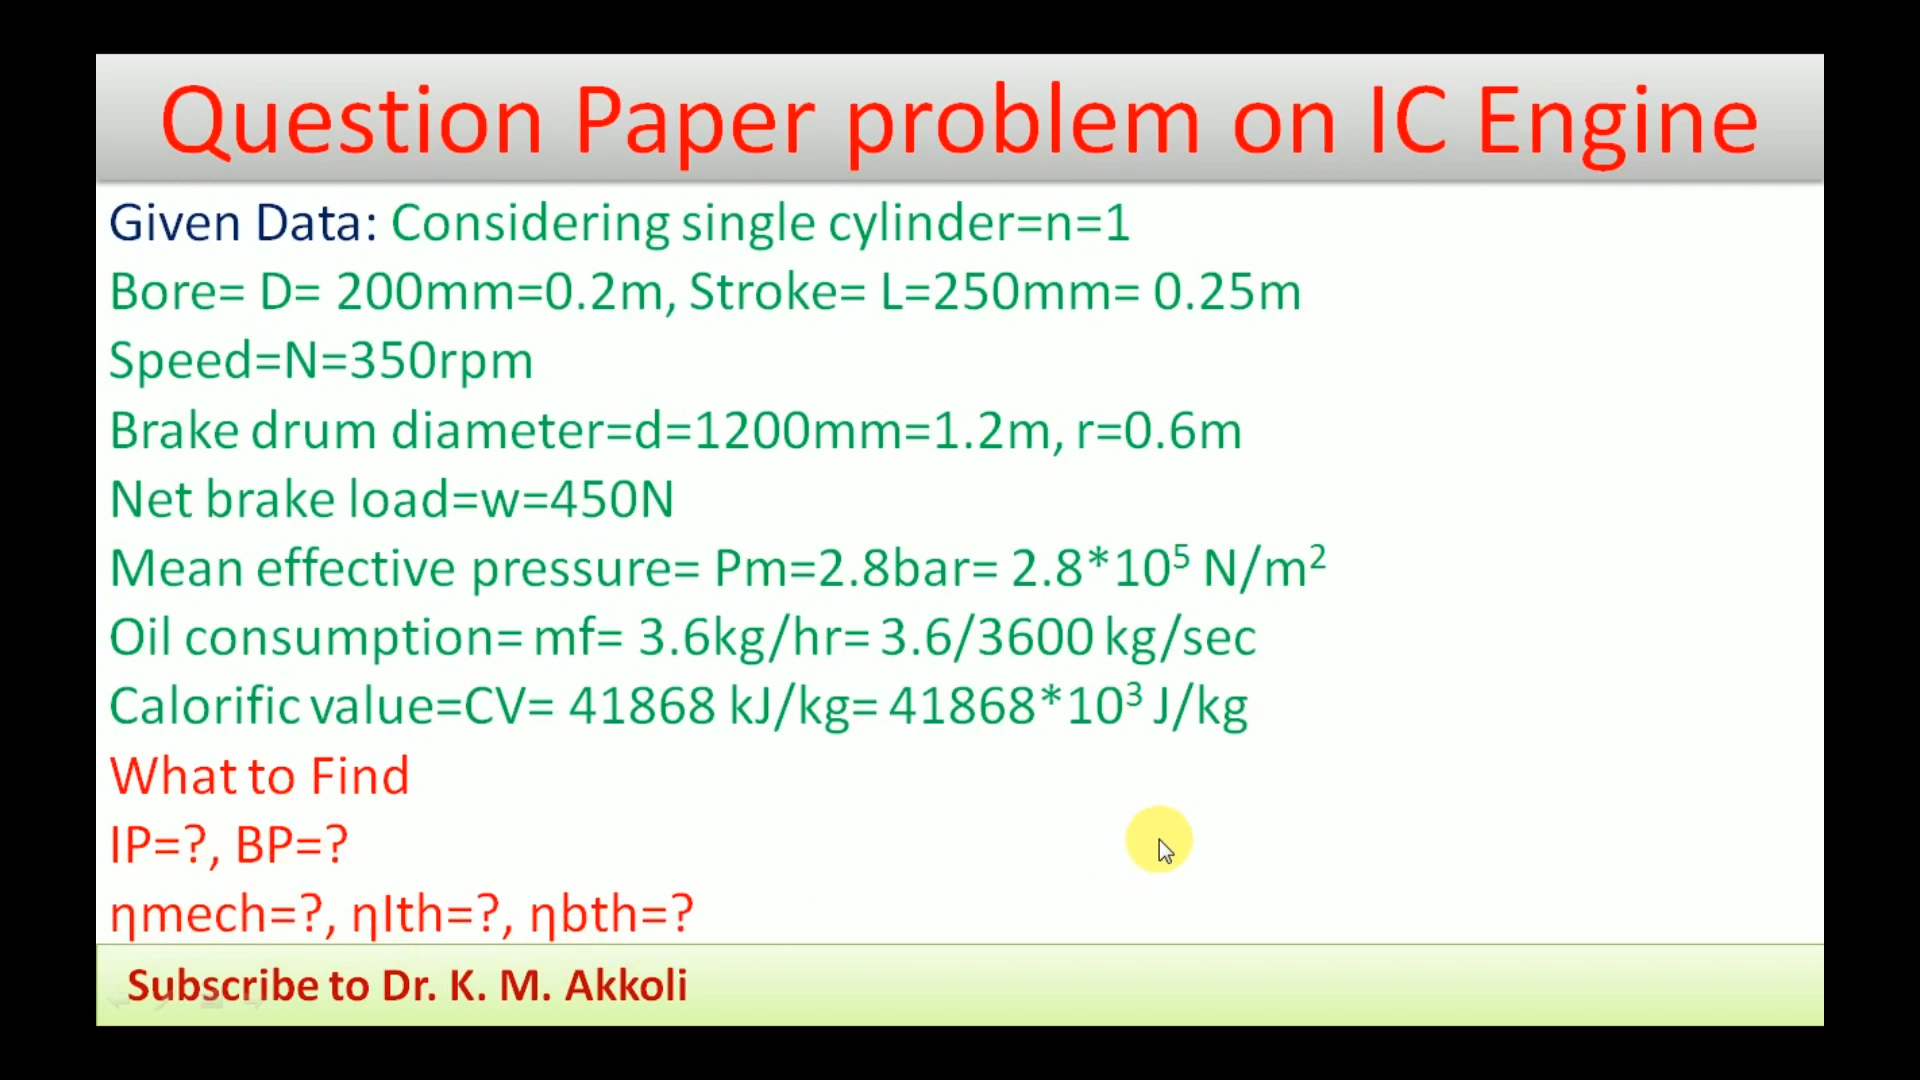 Question Paper problem on IC Engine
Given Data: Considering single cylinder=n=1
Bore= D= 200mm=0.2m, Stroke= L=250mm= 0.25m
Speed=N=350rpm
Brake drum diameter=d=1200mm=1.2m, r=0.6m
Net brake load=w=450N
Mean effective pressure= Pm=2.8bar= 2.8*10⁵ N/m²
Oil consumption= mf= 3.6kg/hr= 3.6/3600 kg/sec
Calorific value=CV= 41868 kJ/kg= 41868*10³ J/kg
What to Find
IP=?, BP=?
ηmech=?, ηIth=?, ηbth=?
Subscribe to Dr. K. M. Akkoli